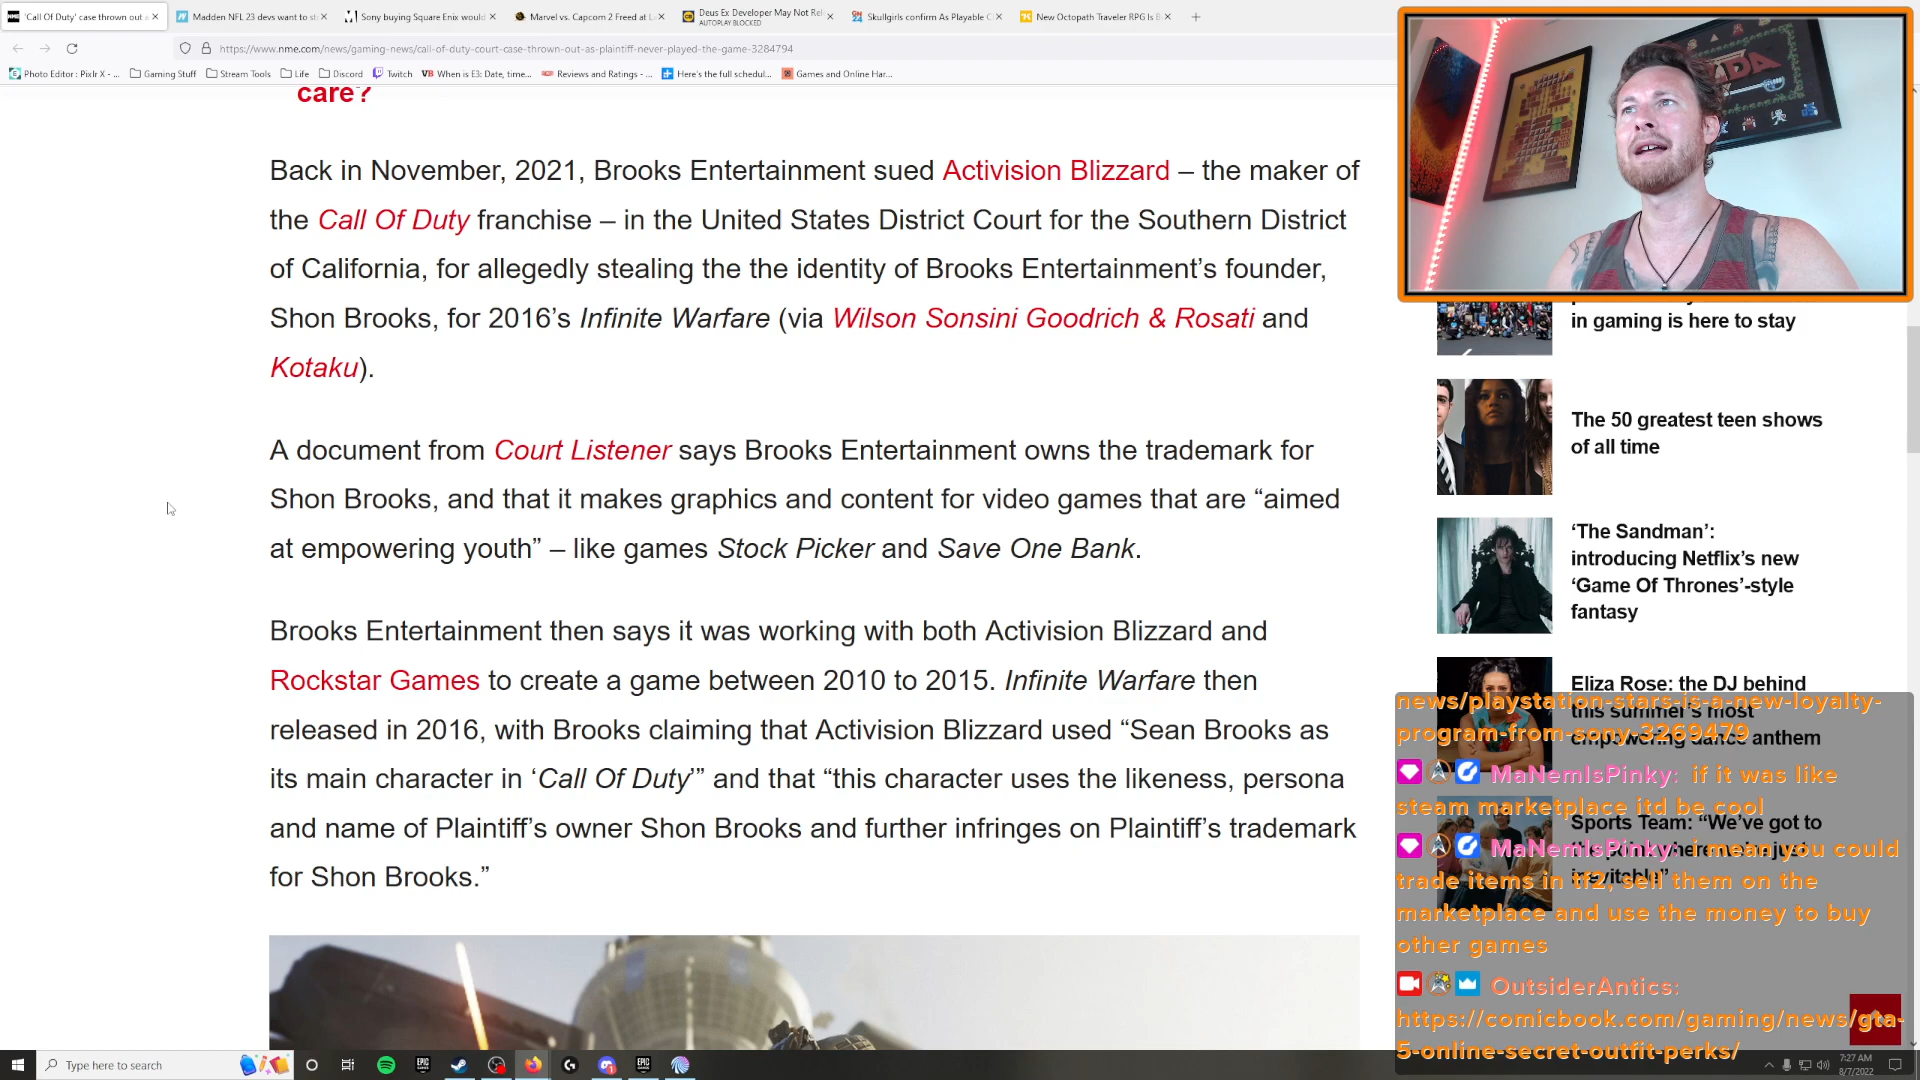 'Call Of Duty' case thrown out a
Madden NFL 23 devs want to st
Sony buying Square Enix would
Marvel vs. Capcom 2 Freed at L
Deus Ex Developer May Not Re
AUTOPLAY BLOCKED
Skullgirls confirm As Playable C
New Octopath Traveler RPG Is B
https://www.nme.com/news/gaming-news/call-of-duty-court-case-thrown-out-as-plaintiff-never-played-the-game-3284794
Photo Editor : Pixlr X - ...
Gaming Stuff
Stream Tools
Life
Discord
Twitch
When is E3: Date, time...
Reviews and Ratings - ...
Here's the full schedul...
Games and Online Har...
care?
Back in November, 2021, Brooks Entertainment sued Activision Blizzard – the maker of
the Call Of Duty franchise – in the United States District Court for the Southern District
of California, for allegedly stealing the the identity of Brooks Entertainment's founder,
Shon Brooks, for 2016's Infinite Warfare (via Wilson Sonsini Goodrich & Rosati and
Kotaku).
A document from Court Listener says Brooks Entertainment owns the trademark for
Shon Brooks, and that it makes graphics and content for video games that are “aimed
at empowering youth” – like games Stock Picker and Save One Bank.
Brooks Entertainment then says it was working with both Activision Blizzard and
Rockstar Games to create a game between 2010 to 2015. Infinite Warfare then
released in 2016, with Brooks claiming that Activision Blizzard used “Sean Brooks as
its main character in ‘Call Of Duty’” and that “this character uses the likeness, persona
and name of Plaintiff’s owner Shon Brooks and further infringes on Plaintiff’s trademark
for Shon Brooks.”
in gaming is here to stay
The 50 greatest teen shows
of all time
‘The Sandman’:
introducing Netflix’s new
‘Game Of Thrones’-style
fantasy
Eliza Rose: the DJ behind
this summer’s most
empowering dance anthem
Sports Team: “We’ve got to
inevitable”
news/playstation-stars-is-a-new-loyalty-
program-from-sony-3269479
MaNemIsPinky: if it was like
steam marketplace itd be cool
MaNemIsPinky: i mean you could
trade items in tf2, sell them on the
marketplace and use the money to buy
other games
OutsiderAntics:
https://comicbook.com/gaming/news/gta-
5-online-secret-outfit-perks/
Type here to search
7:27 AM
8/7/2022